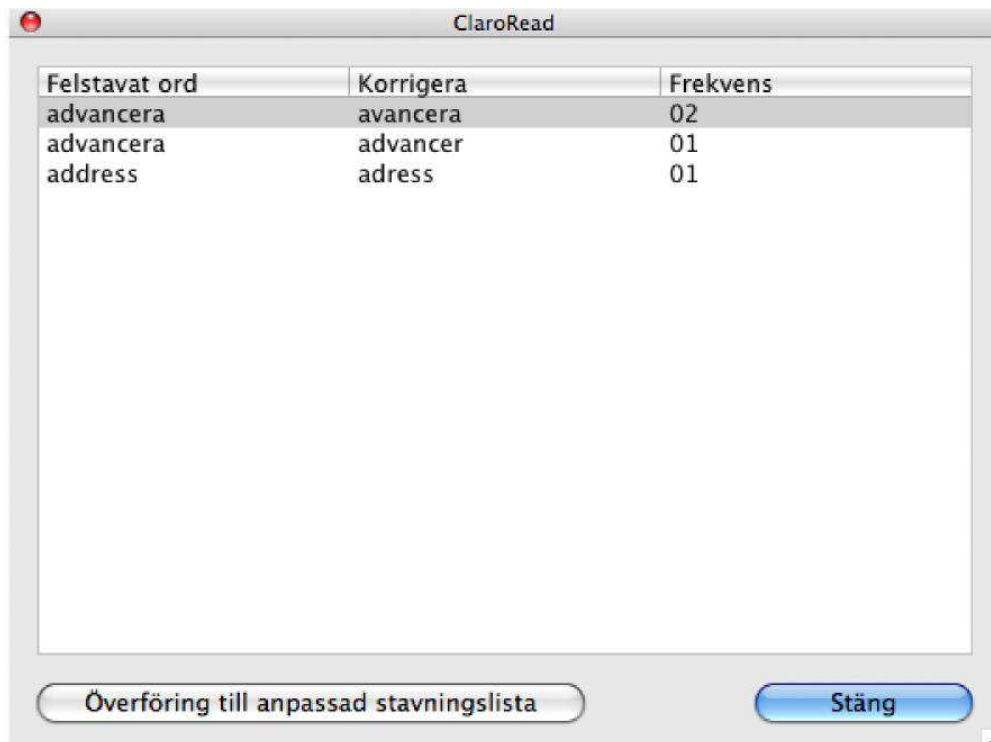 ClaroRead
Felstavat ord Korrigera Frekvens
advancera avancera 02
advancera advancer 01
address adress 01
Överföring till anpassad stavningslista Stäng